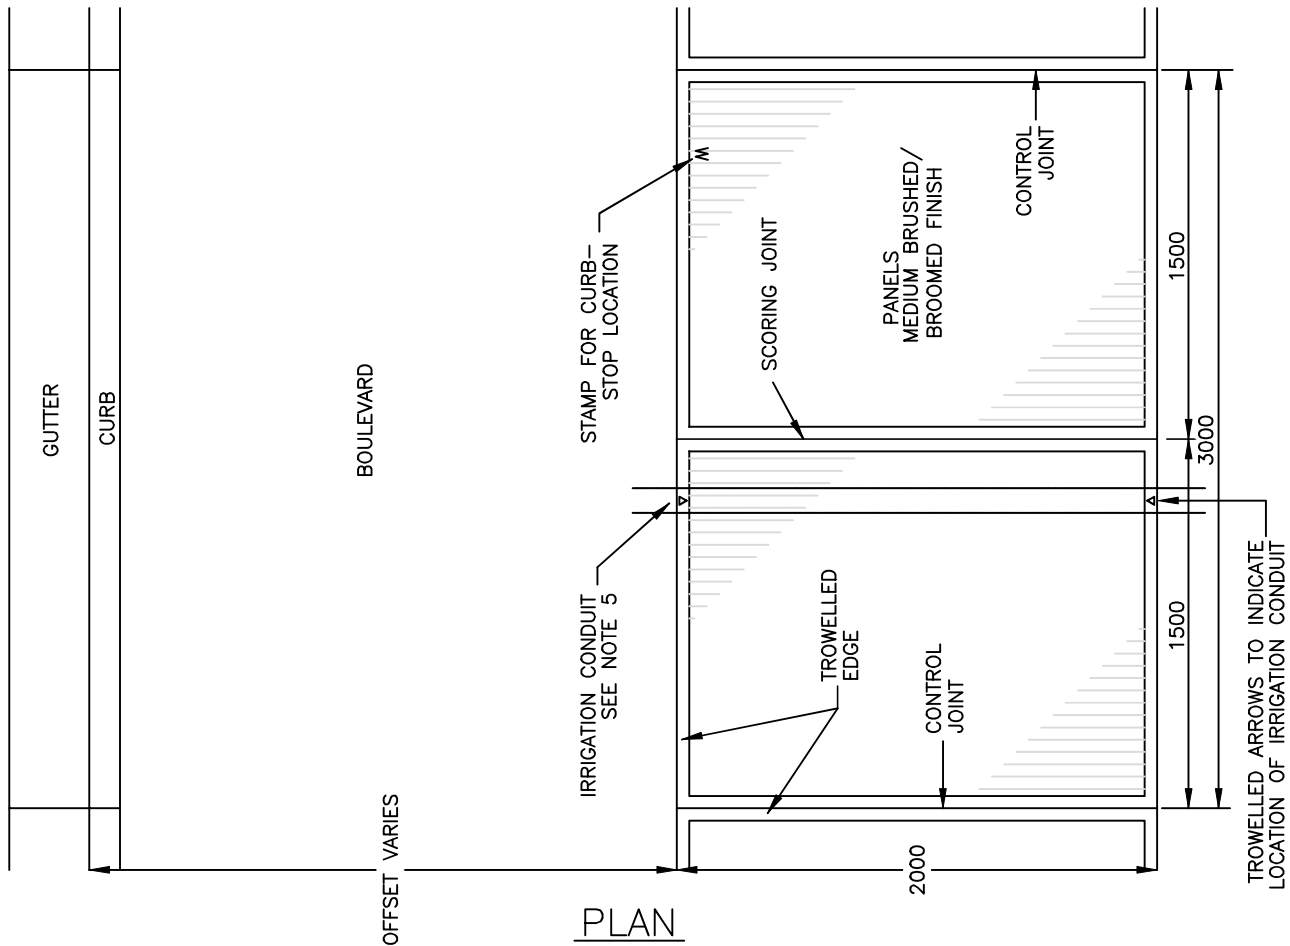 GUTTER
CURB
BOULEVARD
OFFSET VARIES
STAMP FOR CURB-
STOP LOCATION
IRRIGATION CONDUIT
SEE NOTE 5
W
SCORING JOINT
PANELS
MEDIUM BRUSHED/
BROOMED FINISH
CONTROL
JOINT
TROWELLED
EDGE
CONTROL
JOINT
1500
1500
3000
2000
TROWELLED ARROWS TO INDICATE
LOCATION OF IRRIGATION CONDUIT
PLAN